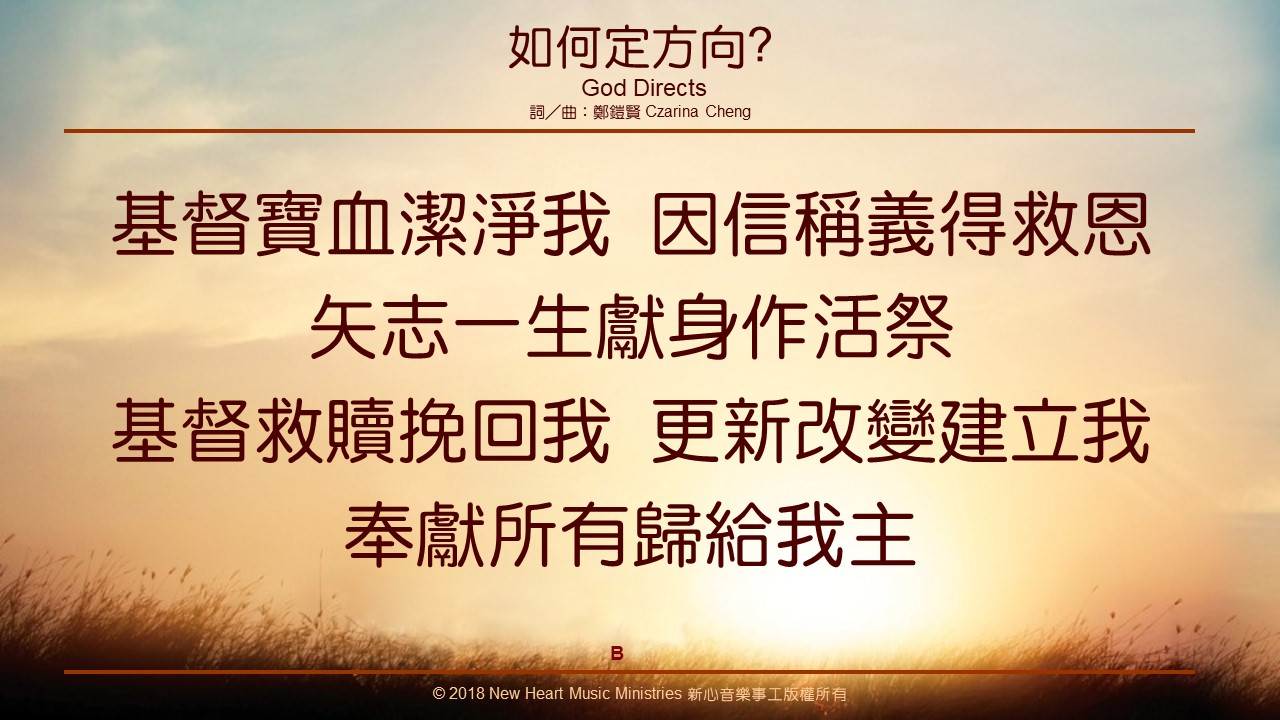 如何定方向?
God Directs
詞／曲：鄭鎧賢 Czarina Cheng
基督寶血潔淨我 因信稱義得救恩
矢志一生獻身作活祭
基督救贖挽回我 更新改變建立我
奉獻所有歸給我主
B
© 2018 New Heart Music Ministries 新心音樂事工版權所有